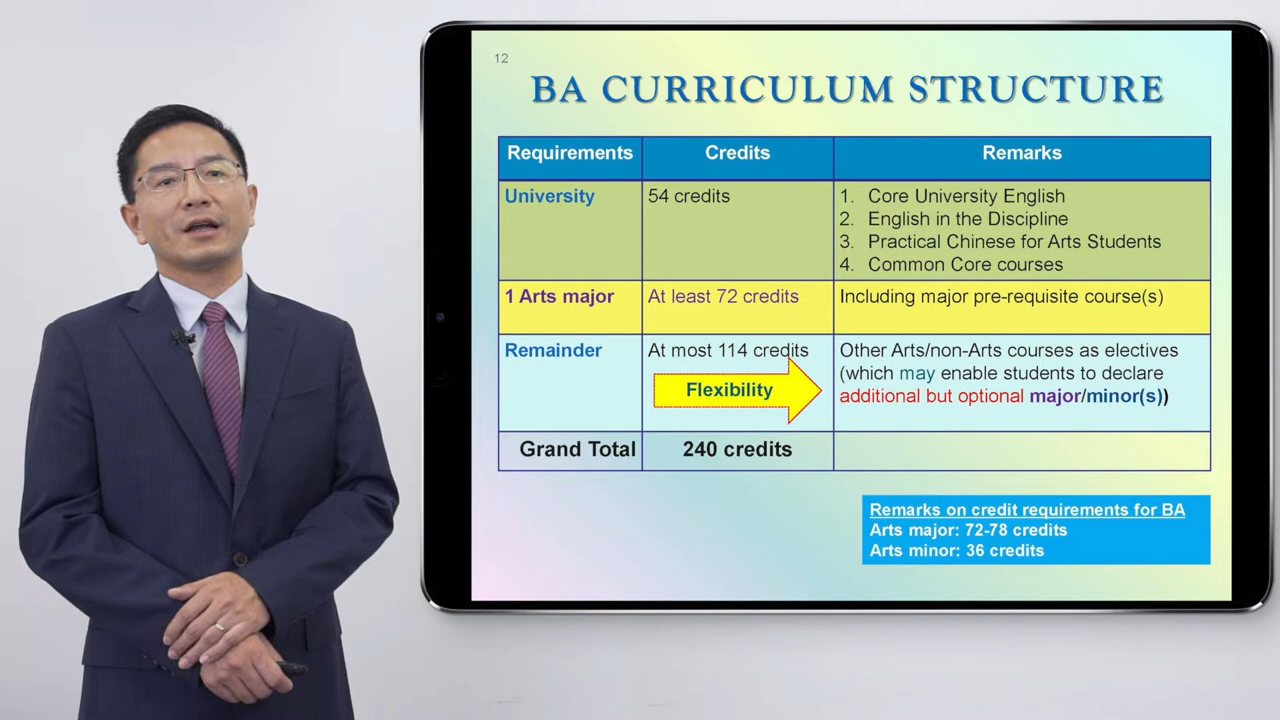 12
BA CURRICULUM STRUCTURE
Requirements Credits Remarks
University 54 credits 1. Core University English
2. English in the Discipline
3. Practical Chinese for Arts Students
4. Common Core courses
1 Arts major At least 72 credits Including major pre-requisite course(s)
Remainder At most 114 credits Other Arts/non-Arts courses as electives
(which may enable students to declare
Flexibility additional but optional major/minor(s))
Grand Total 240 credits
Remarks on credit requirements for BA
Arts major: 72-78 credits
Arts minor: 36 credits